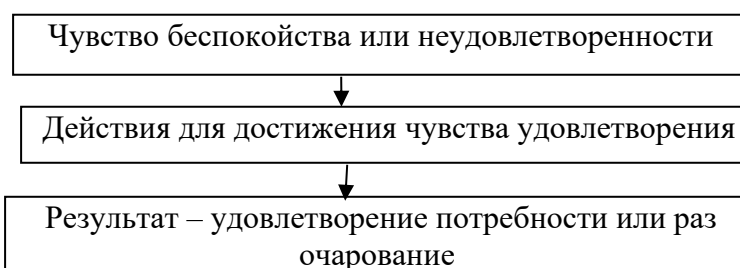 Чувство беспокойства или неудовлетворенности
Действия для достижения чувства удовлетворения
Результат – удовлетворение потребности или раз
очарование